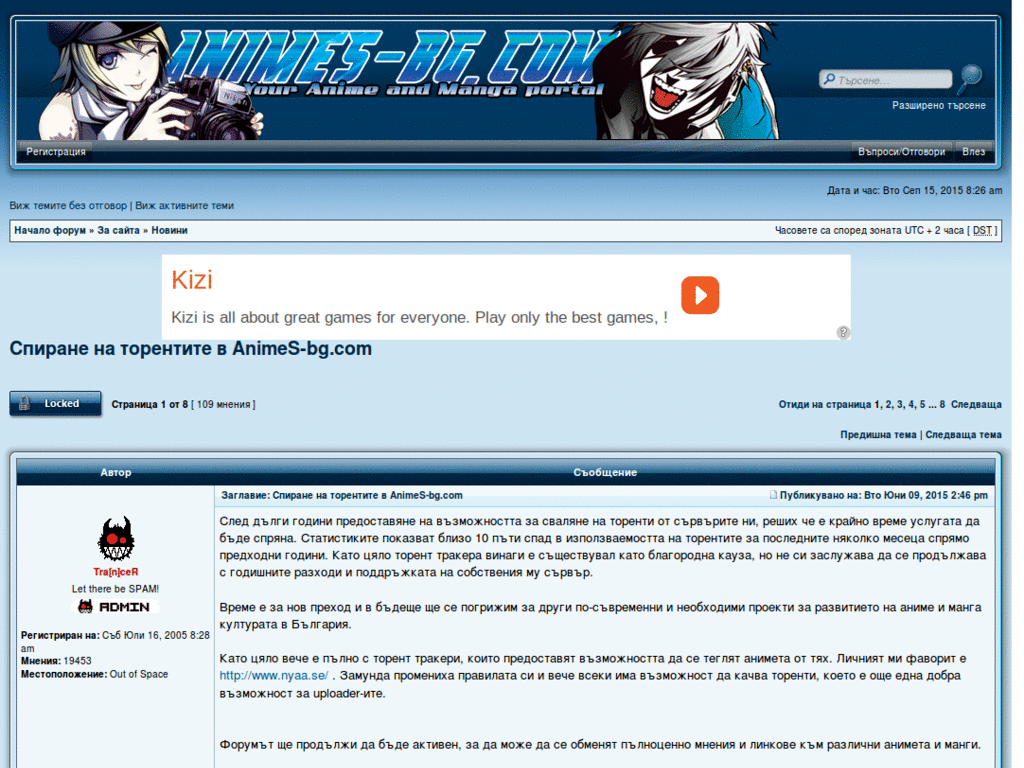 ANIMES-BG.COM
Your Anime and Manga portal
Търсене…
Разширено търсене
Регистрация
Въпроси/Отговори
Влез
Дата и час: Вто Сеп 15, 2015 8:26 am
Виж темите без отговор | Виж активните теми
Начало форум » За сайта » Новини
Часовете са според зоната UTC + 2 часа [ DST ]
Kizi
Kizi is all about great games for everyone. Play only the best games, !
?
Спиране на торентите в AnimeS-bg.com
Locked
Страница 1 от 8 [ 109 мнения ]
Отиди на страница 1, 2, 3, 4, 5 ... 8 Следваща
Предишна тема | Следваща тема
Автор
Съобщение
Заглавие: Спиране на торентите в AnimeS-bg.com
Публикувано на: Вто Юни 09, 2015 2:46 pm
Tra[n]ceR
Let there be SPAM!
ADMIN
Регистриран на: Съб Юли 16, 2005 8:28
am
Мнения: 19453
Местоположение: Out of Space
След дълги години предоставяне на възможността за сваляне на торенти от сървърите ни, реших че е крайно време услугата да
бъде спряна. Статистиките показват близо 10 пъти спад в използваемостта на торентите за последните няколко месеца спрямо
предходни години. Като цяло торент тракера винаги е съществувал като благородна кауза, но не си заслужава да се продължава
с годишните разходи и поддръжката на собствения му сървър.
Време е за нов преход и в бъдеще ще се погрижим за други по-съвременни и необходими проекти за развитието на аниме и манга
културата в България.
Като цяло вече е пълно с торент тракери, които предоставят възможността да се теглят анимета от тях. Личният ми фаворит е
http://www.nyaa.se/ . Замунда промениха правилата си и вече всеки има възможност да качва торенти, което е още една добра
възможност за uploader-ите.
Форумът ще продължи да бъде активен, за да може да се обменят пълноценно мнения и линкове към различни анимета и манги.